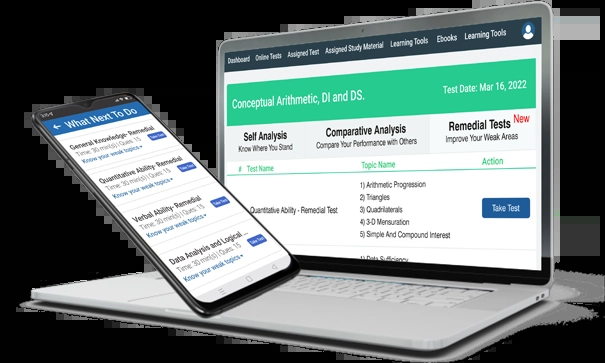 What Next To Do
General Knowledge- Remedial
Time: 30 min(s) | Ques: 15
Know your weak topics
Take Test
Quantitative Ability- Remedial
Time: 30 min(s) | Ques: 15
Know your weak topics
Take Test
Verbal Ability- Remedial
Time: 30 min(s) | Ques: 15
Know your weak topics
Take Test
Data Analysis and Logical ...
Time: 30 min(s) | Ques: 15
Know your weak topics
Take Test
Dashboard Online Tests Assigned Test Assigned Study Material Learning Tools Ebooks Learning Tools
Conceptual Arithmetic, DI and DS. Test Date: Mar 16, 2022
Self Analysis Comparative Analysis Remedial Tests New
Know Where You Stand Compare Your Performance with Others Improve Your Weak Areas
# Test Name Topic Name Action
1) Arithmetic Progression
2) Triangles
Quantitative Ability - Remedial Test 3) Quadrilaterals Take Test
4) 3-D Mensuration
5) Simple And Compound Interest
1) Data Sufficiency